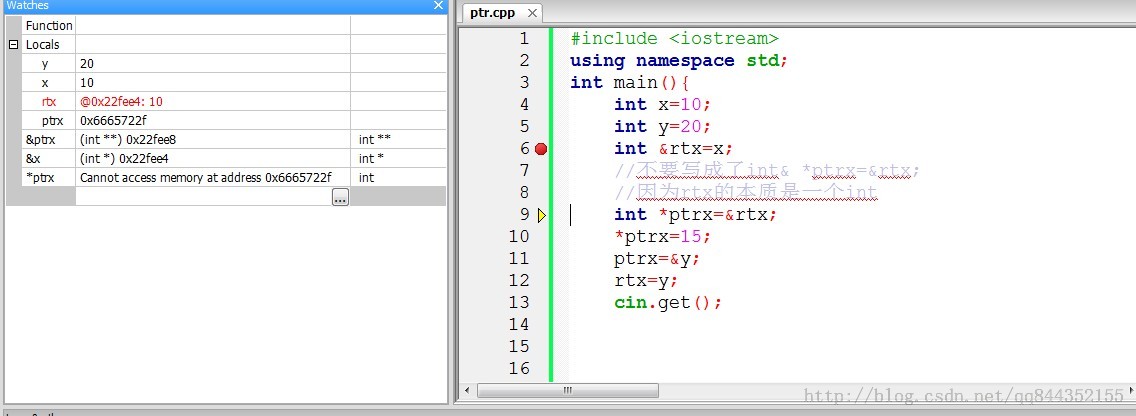 Watches
Function
Locals
y 20
x 10
rtx @0x22fee4: 10
ptrx 0x6665722f
&ptrx (int **) 0x22fee8 int **
&x (int *) 0x22fee4 int *
*ptrx Cannot access memory at address 0x6665722f int
...
ptr.cpp
1 #include <iostream>
2 using namespace std;
3 int main(){
4 int x=10;
5 int y=20;
6 int &rtx=x;
7 //不要写成了int& *ptrx=&rtx;
8 //因为rtx的本质是一个int
9 int *ptrx=&rtx;
10 *ptrx=15;
11 ptrx=&y;
12 rtx=y;
13 cin.get();
14
15
16
http://blog.csdn.net/qq844352155